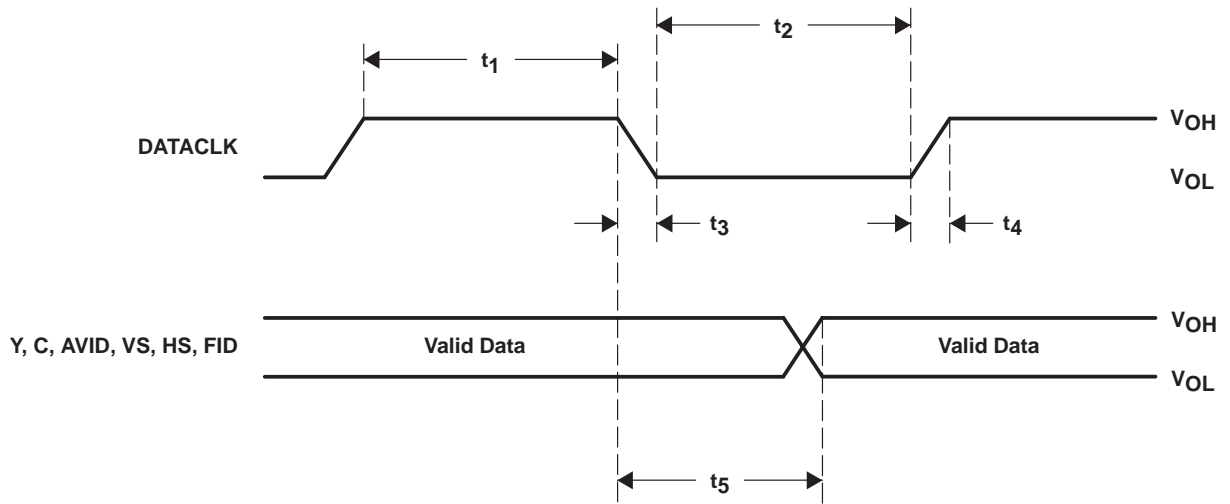 t2
t1
VOH
DATACLK
VOL
t3
t4
VOH
Y, C, AVID, VS, HS, FID
Valid Data
Valid Data
VOL
t5